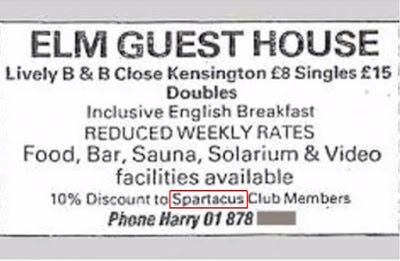 ELM GUEST HOUSE
Lively B & B Close Kensington £8 Singles £15
Doubles
Inclusive English Breakfast
REDUCED WEEKLY RATES
Food, Bar, Sauna, Solarium & Video
facilities available
10% Discount to Spartacus Club Members
Phone Harry 01 878